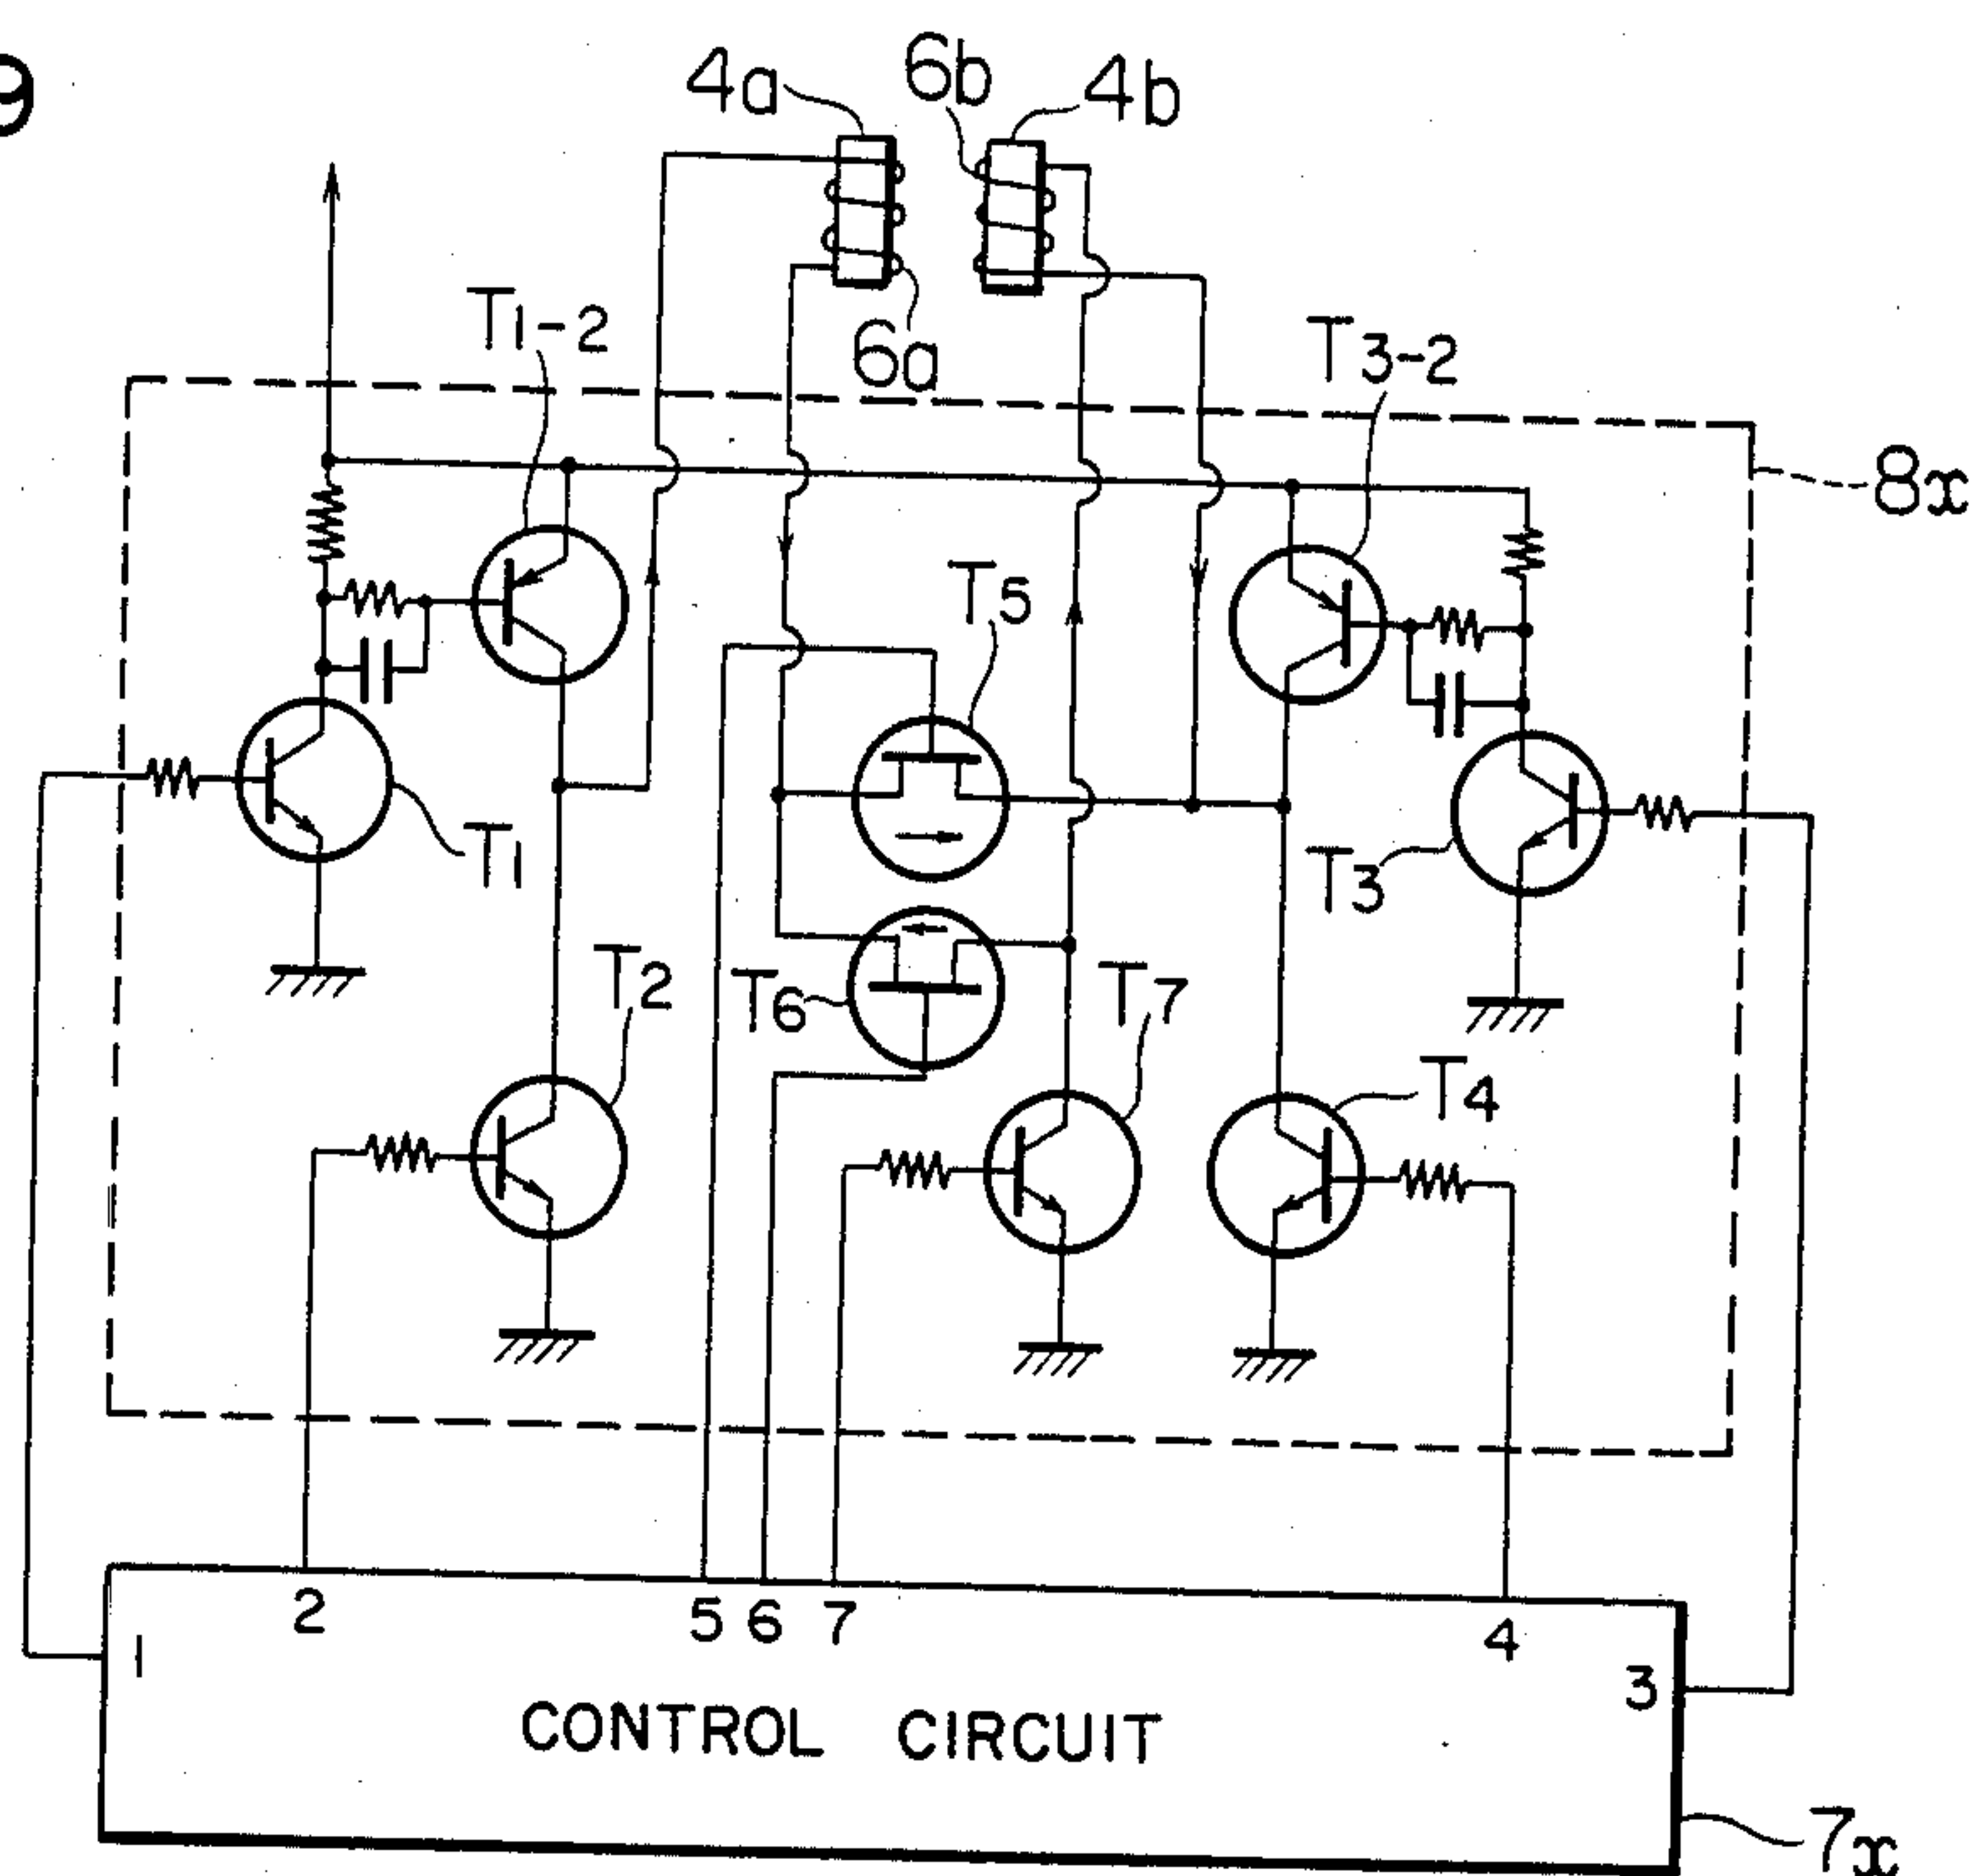 9
4a 6b 4b
6a
T1-2
T3-2
8x
T5
T1
T3
T2
T6
T7
T4
2
5 6 7
4
1
3
CONTROL CIRCUIT
7x